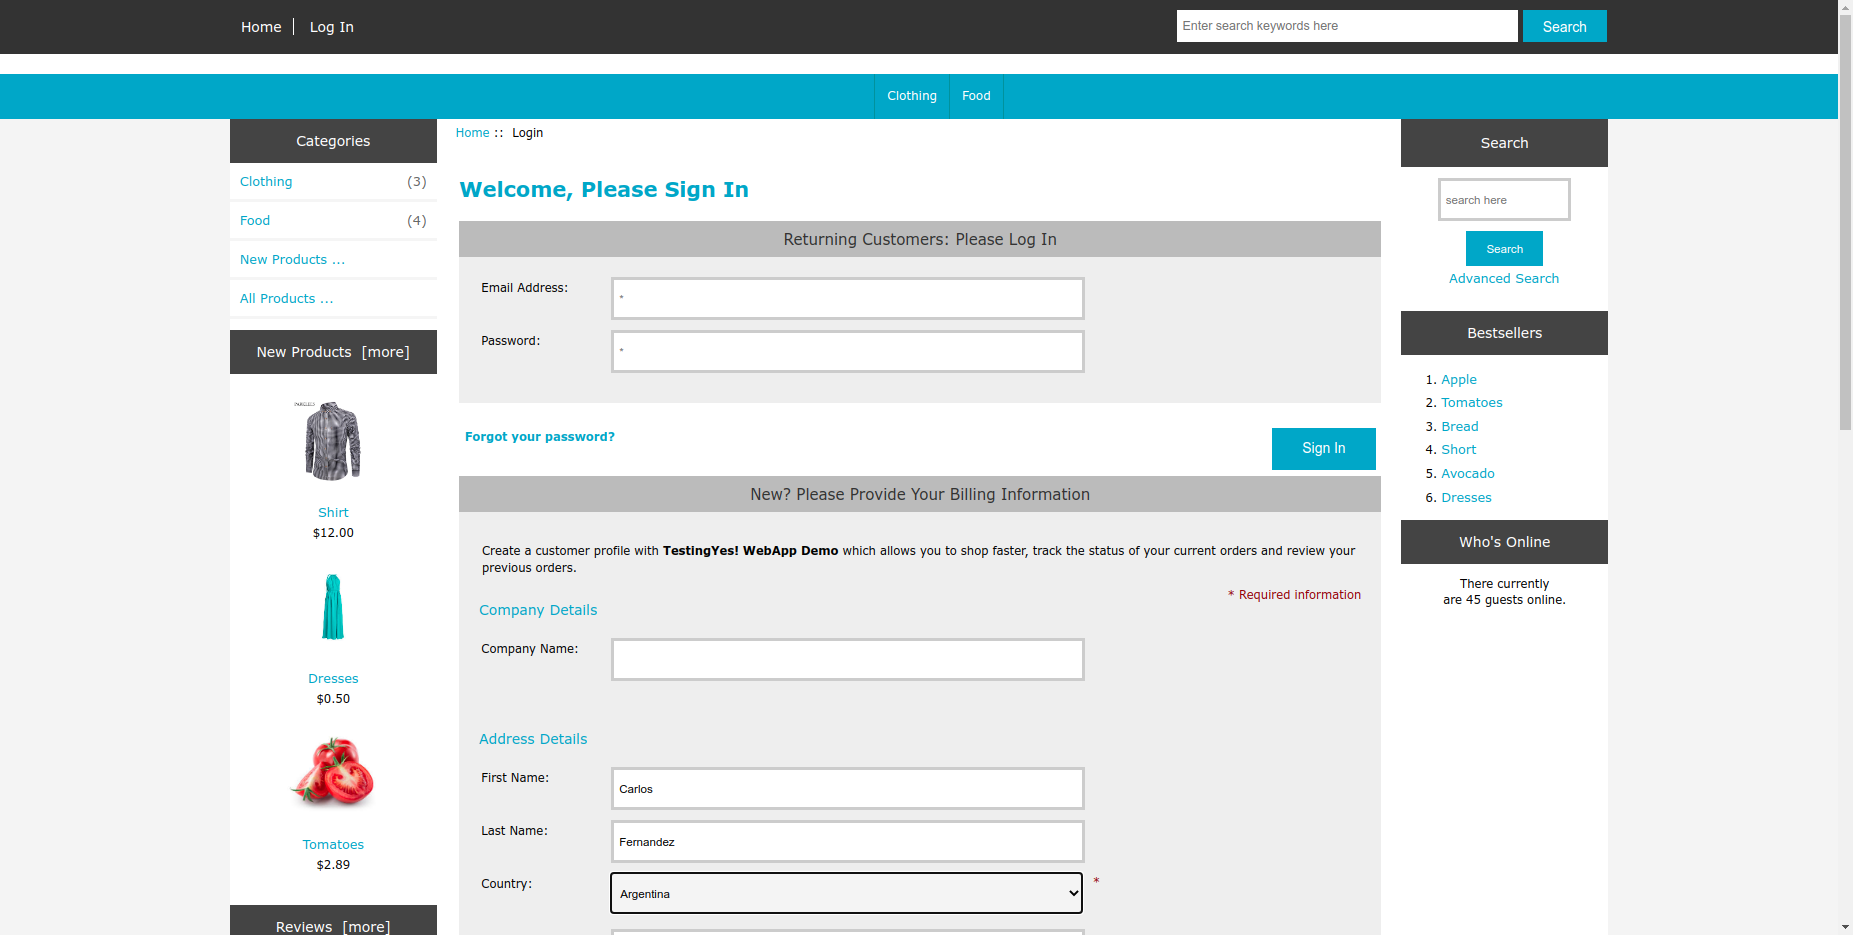 Home
Log In
Enter search keywords here
Search
Clothing
Food
Categories
Clothing (3)
Food (4)
New Products ...
All Products ...
New Products [more]
PARKLEES
Shirt
$12.00
Dresses
$0.50
Tomatoes
$2.89
Reviews [more]
Home :: Login
Welcome, Please Sign In
Returning Customers: Please Log In
Email Address:
*
Password:
*
Forgot your password?
Sign In
New? Please Provide Your Billing Information
Create a customer profile with TestingYes! WebApp Demo which allows you to shop faster, track the status of your current orders and review your
previous orders.
* Required information
Company Details
Company Name:
Address Details
First Name:
Carlos
Last Name:
Fernandez
Country:
Argentina
*
Search
search here
Search
Advanced Search
Bestsellers
1. Apple
2. Tomatoes
3. Bread
4. Short
5. Avocado
6. Dresses
Who's Online
There currently
are 45 guests online.